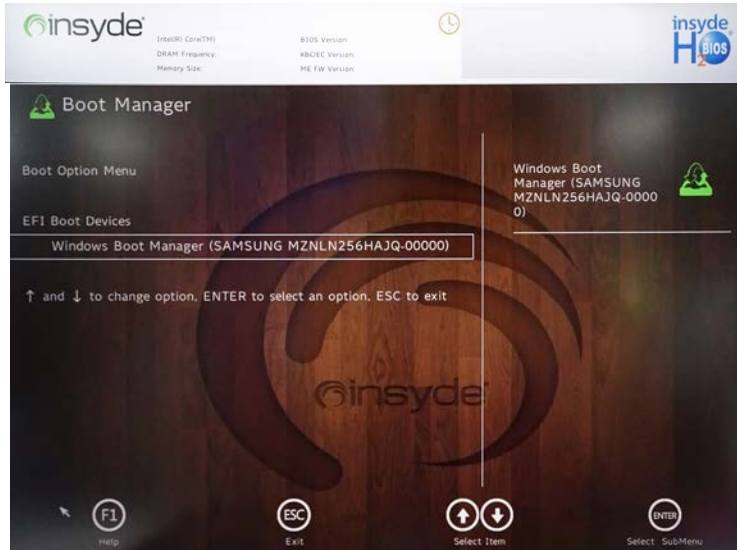 insyde
Intel(R) Core(TM)
DRAM Frequency:
Memory Size:
BIOS Version:
KBC/EC Version:
ME FW Version:
insyde
H2O BIOS
Boot Manager
Boot Option Menu
EFI Boot Devices
Windows Boot Manager (SAMSUNG MZNLN256HAJQ-00000)
↑ and ↓ to change option, ENTER to select an option, ESC to exit
Windows Boot
Manager (SAMSUNG
MZNLN256HAJQ-0000
0)
insyde
F1
Help
ESC
Exit
Select Item
ENTER
Select SubMenu